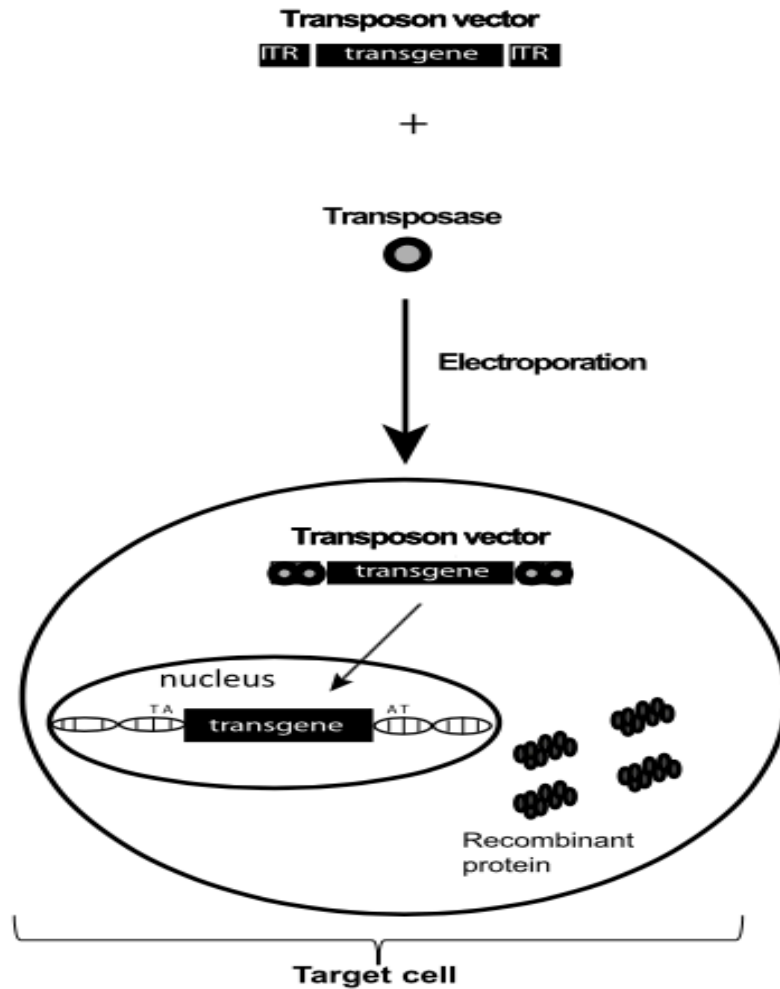 Transposon vector
ITR transgene ITR
+
Transposase
Electroporation
Transposon vector
transgene
nucleus
TA AT
transgene
Recombinant
protein
Target cell